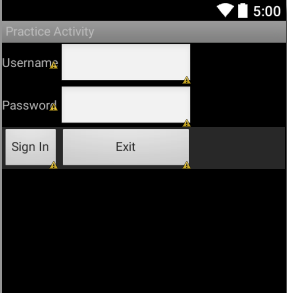 5:00
Practice Activity
Username
Password
Sign In Exit